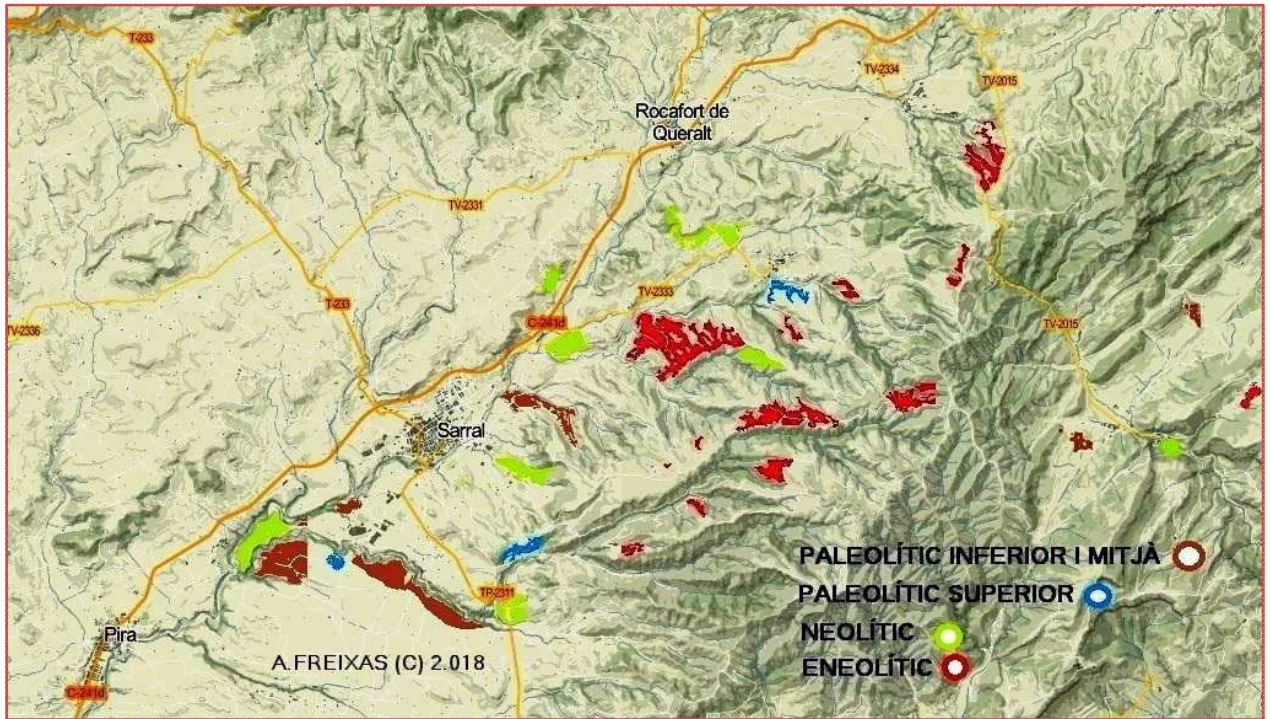 T-233
TV-2334
TV-2015
Rocafort de
Queralt
TV-2331
T-233
TV-2333
C-241d
TV-2336
TV-2015
Sarral
PALEOLÍTIC INFERIOR I MITJÀ
PALEOLÍTIC SUPERIOR
TP-2311
NEOLÍTIC
Pira
A.FREIXAS (C) 2.018
ENEOLÍTIC
C-241d